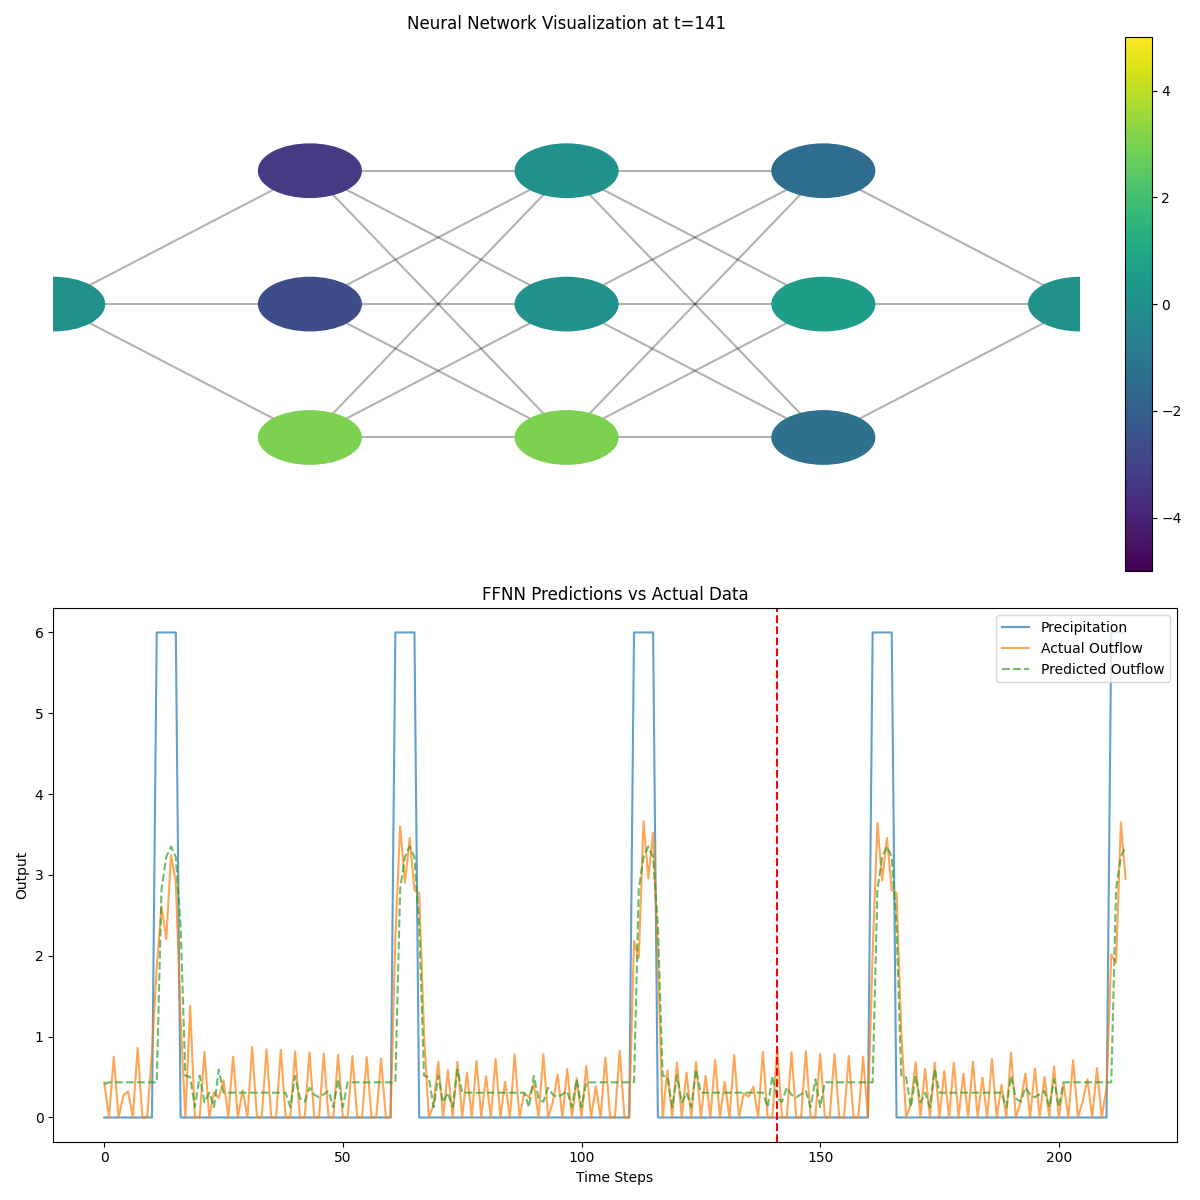 Neural Network Visualization at t=141
4
2
0
−2
−4
FFNN Predictions vs Actual Data
6
5
4
3
2
1
0
Output
Precipitation
Actual Outflow
Predicted Outflow
0 50 100 150 200
Time Steps